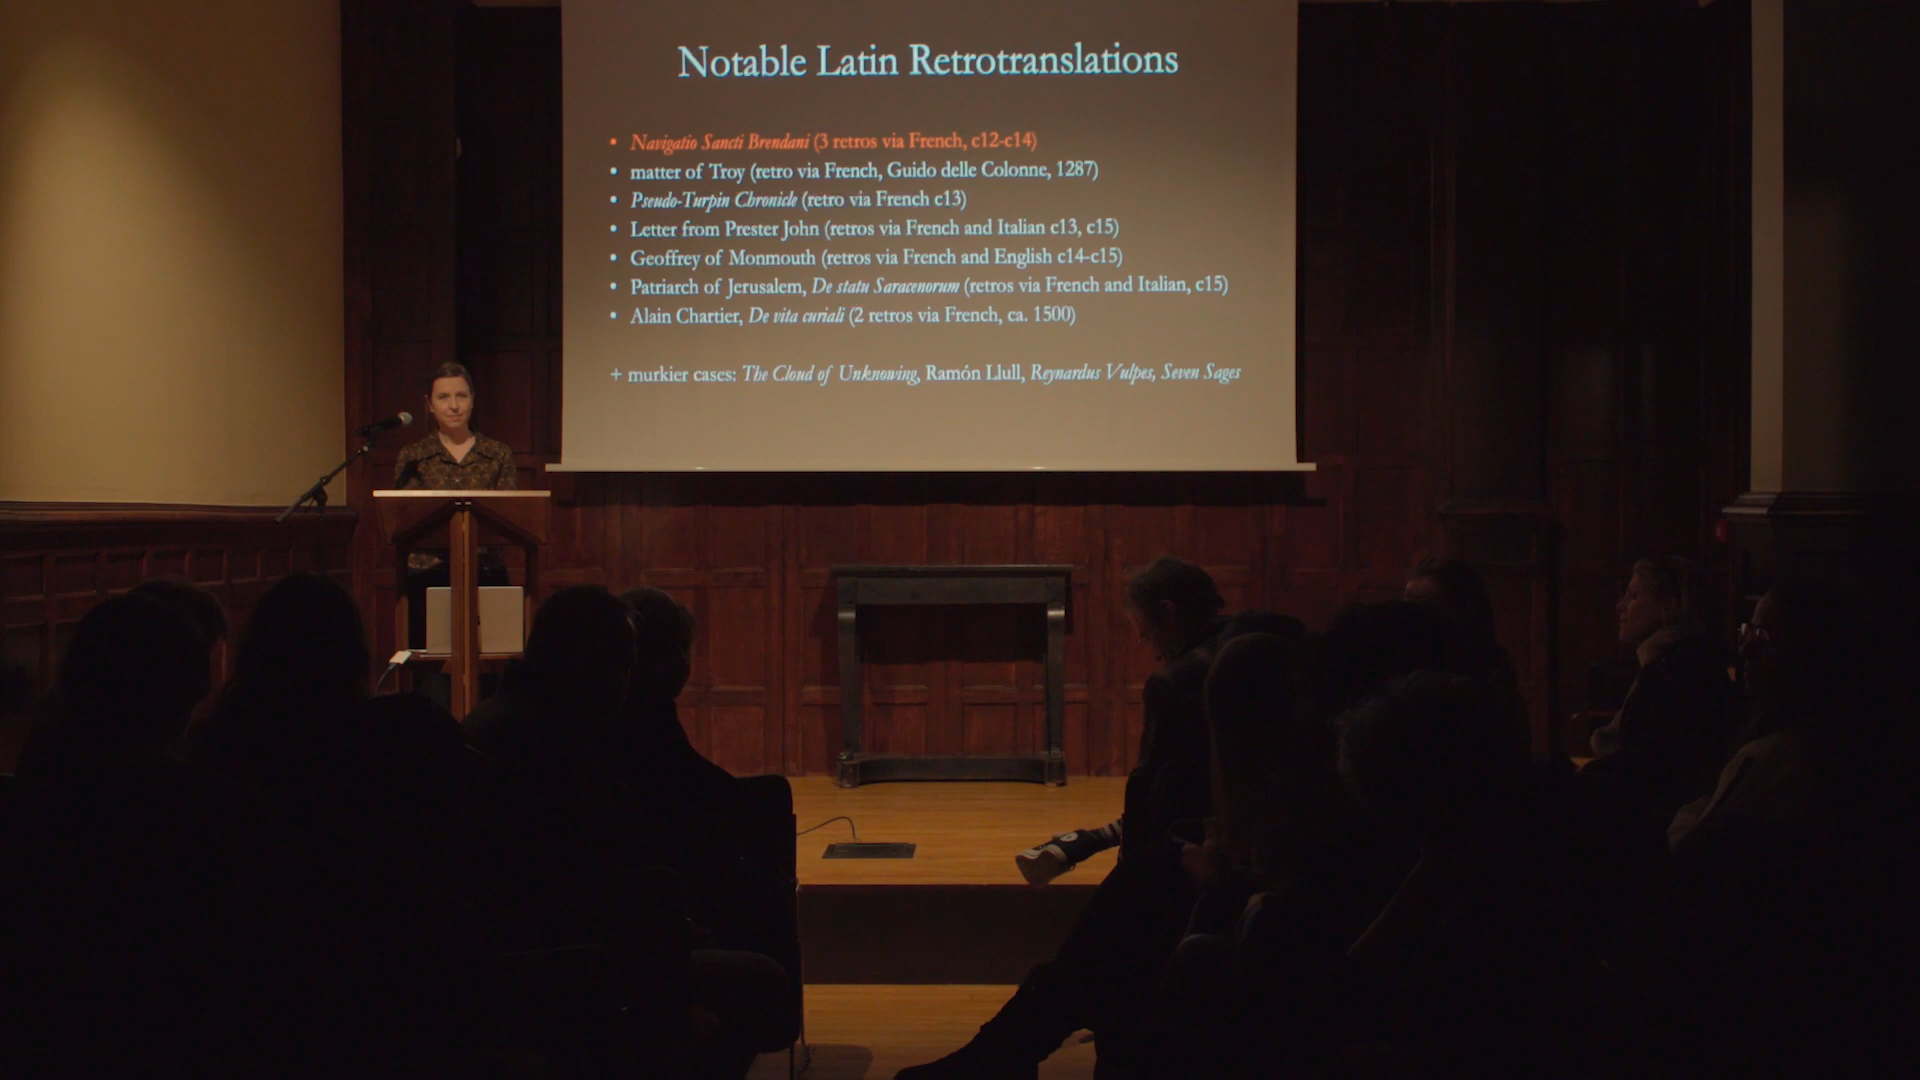 Notable Latin Retrotranslations
• Navigatio Sancti Brendani (3 retros via French, c12-c14)
• matter of Troy (retro via French, Guido delle Colonne, 1287)
• Pseudo-Turpin Chronicle (retro via French c13)
• Letter from Prester John (retros via French and Italian c13, c15)
• Geoffrey of Monmouth (retros via French and English c14-c15)
• Patriarch of Jerusalem, De statu Saracenorum (retros via French and Italian, c15)
• Alain Chartier, De vita curiali (2 retros via French, ca. 1500)
+ murkier cases: The Cloud of Unknowing, Ramón Llull, Reynardus Vulpes, Seven Sages